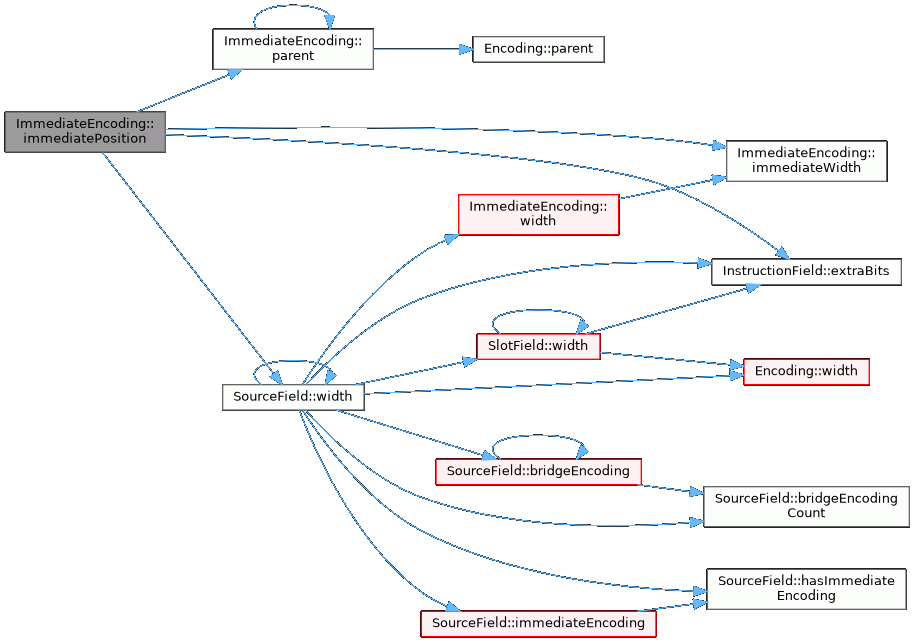 ImmediateEncoding::
parent
Encoding::parent
ImmediateEncoding::
immediatePosition
ImmediateEncoding::
immediateWidth
ImmediateEncoding::
width
InstructionField::extraBits
SlotField::width
Encoding::width
SourceField::width
SourceField::bridgeEncoding
SourceField::bridgeEncoding
Count
SourceField::hasImmediate
Encoding
SourceField::immediateEncoding